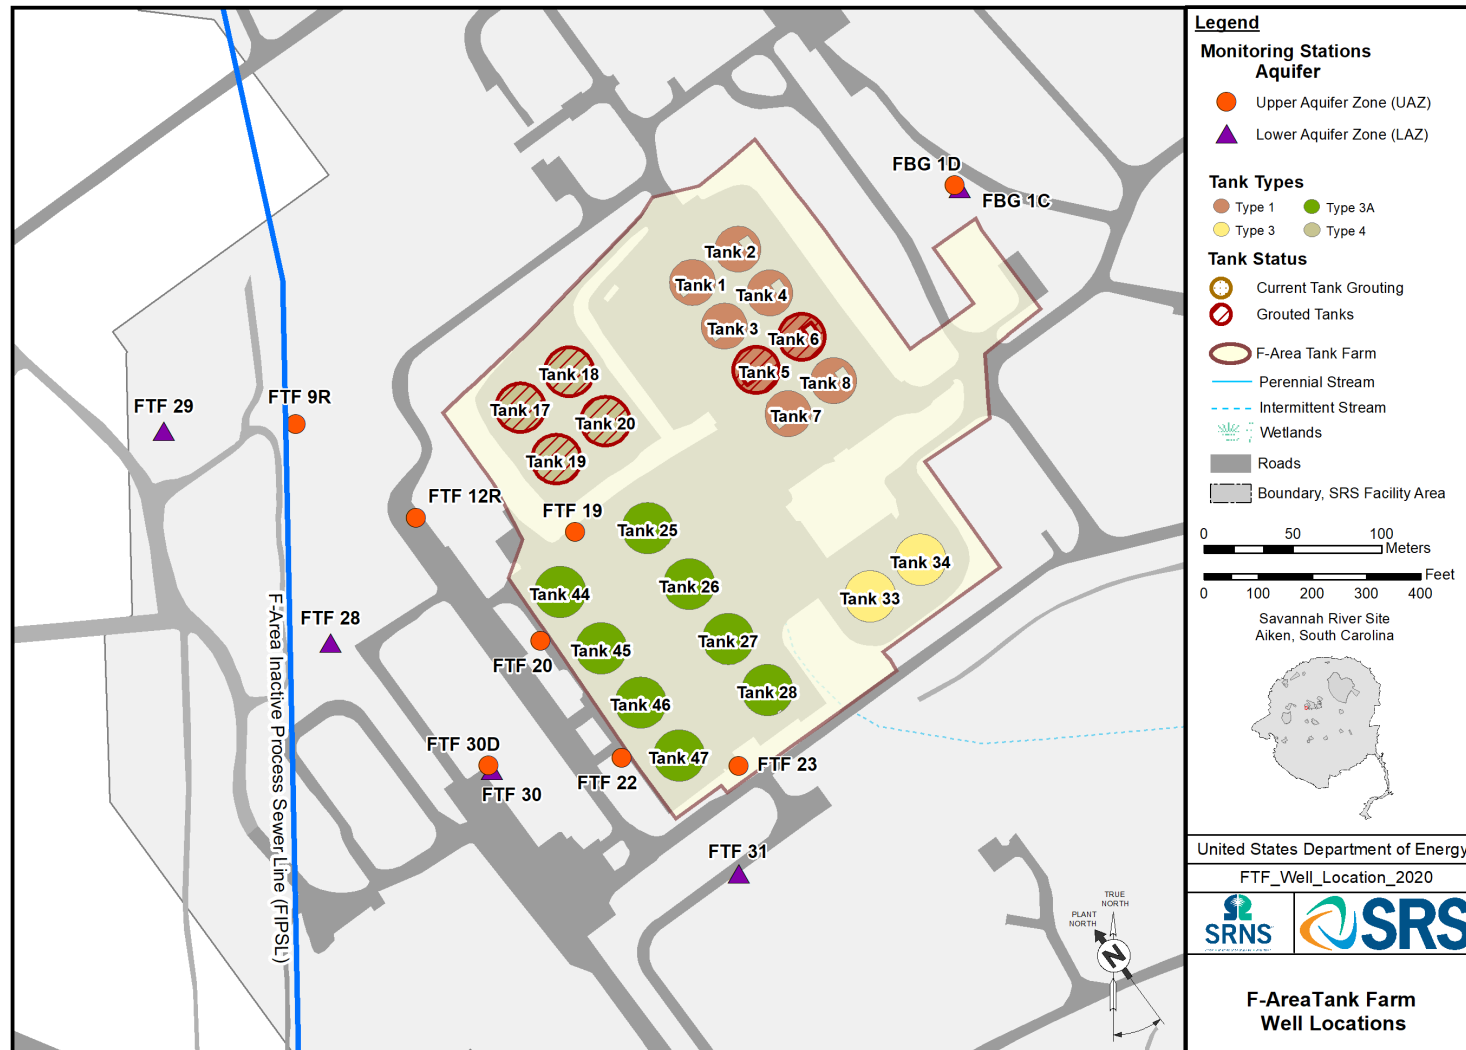 FBG 1D
FBG 1C
Tank 2
Tank 1
Tank 4
Tank 3
Tank 6
Tank 5
Tank 8
Tank 7
Tank 18
Tank 17
Tank 20
Tank 19
FTF 29
FTF 9R
FTF 12R
FTF 19
Tank 25
Tank 34
Tank 26
Tank 44
Tank 33
FTF 28
Tank 27
Tank 45
FTF 20
Tank 28
Tank 46
FTF 30D
Tank 47
FTF 23
FTF 22
FTF 30
FTF 31
F-Area Inactive Process Sewer Line (FIPSL)
TRUE
NORTH
PLANT
NORTH
N
Legend
Monitoring Stations
Aquifer
Upper Aquifer Zone (UAZ)
Lower Aquifer Zone (LAZ)
Tank Types
Type 1 Type 3A
Type 3 Type 4
Tank Status
Current Tank Grouting
Grouted Tanks
F-Area Tank Farm
Perennial Stream
Intermittent Stream
Wetlands
Roads
Boundary, SRS Facility Area
0 50 100
Meters
Feet
0 100 200 300 400
Savannah River Site
Aiken, South Carolina
United States Department of Energy
FTF_Well_Location_2020
SRNS
SRS
F-AreaTank Farm
Well Locations